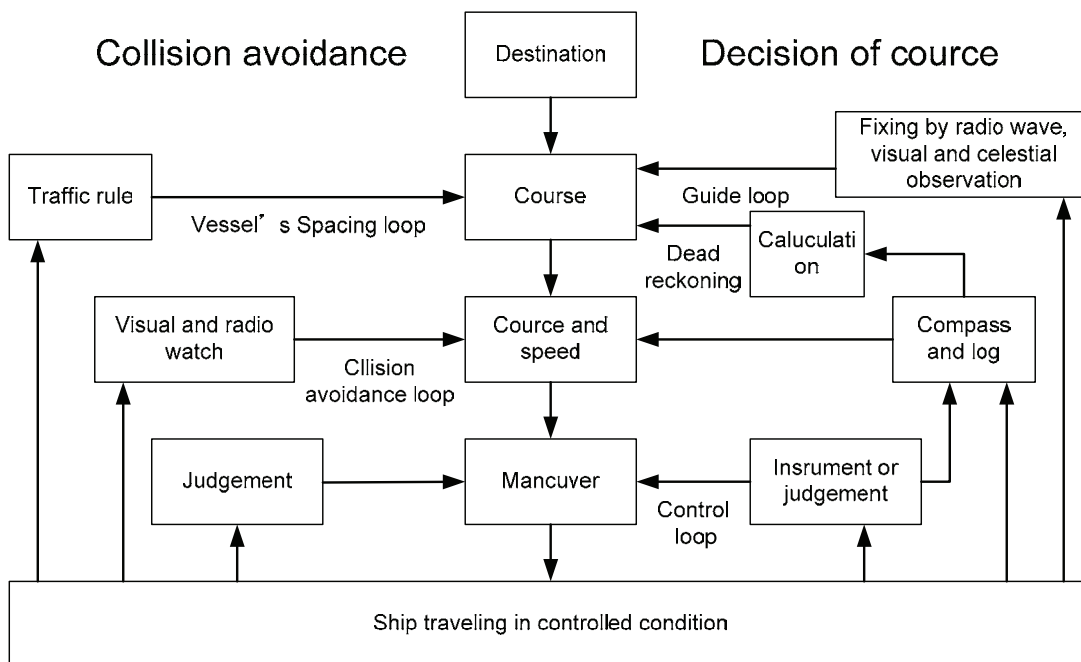 Collision avoidance
Destination
Decision of cource
Fixing by radio wave,
visual and celestial
observation
Traffic rule
Course
Guide loop
Vessel’s Spacing loop
Dead
reckoning
Caluculati
on
Visual and radio
watch
Cource and
speed
Compass
and log
Cllision
avoidance loop
Judgement
Mancuver
Insrument or
judgement
Control
loop
Ship traveling in controlled condition